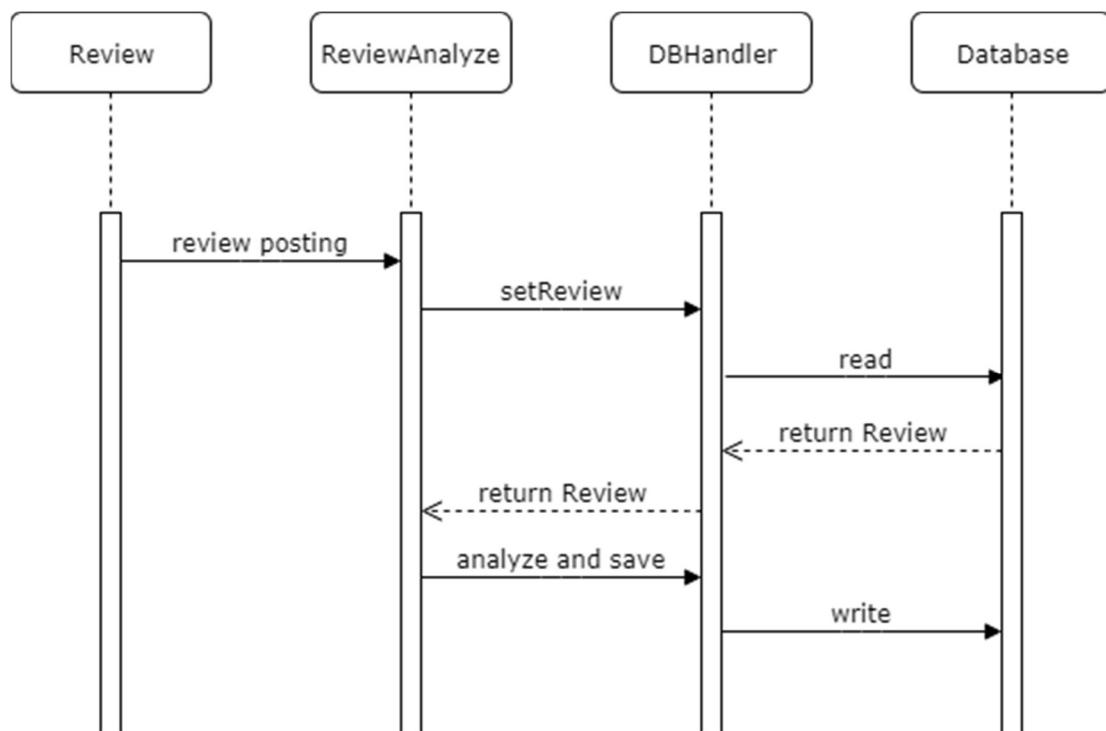 Review
ReviewAnalyze
DBHandler
Database
review posting
setReview
read
return Review
return Review
analyze and save
write